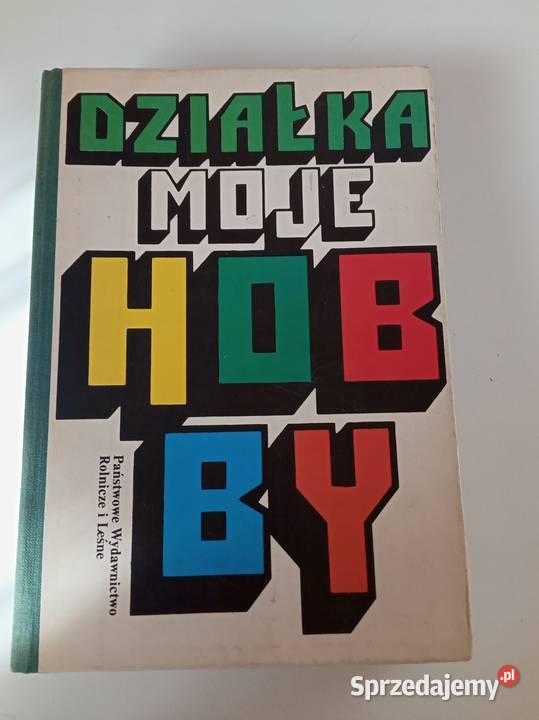 DZIAŁKA
MOJE
HOB
BY
Państwowe Wydawnictwo
Rolnicze i Leśne
Sprzedajemy.pl